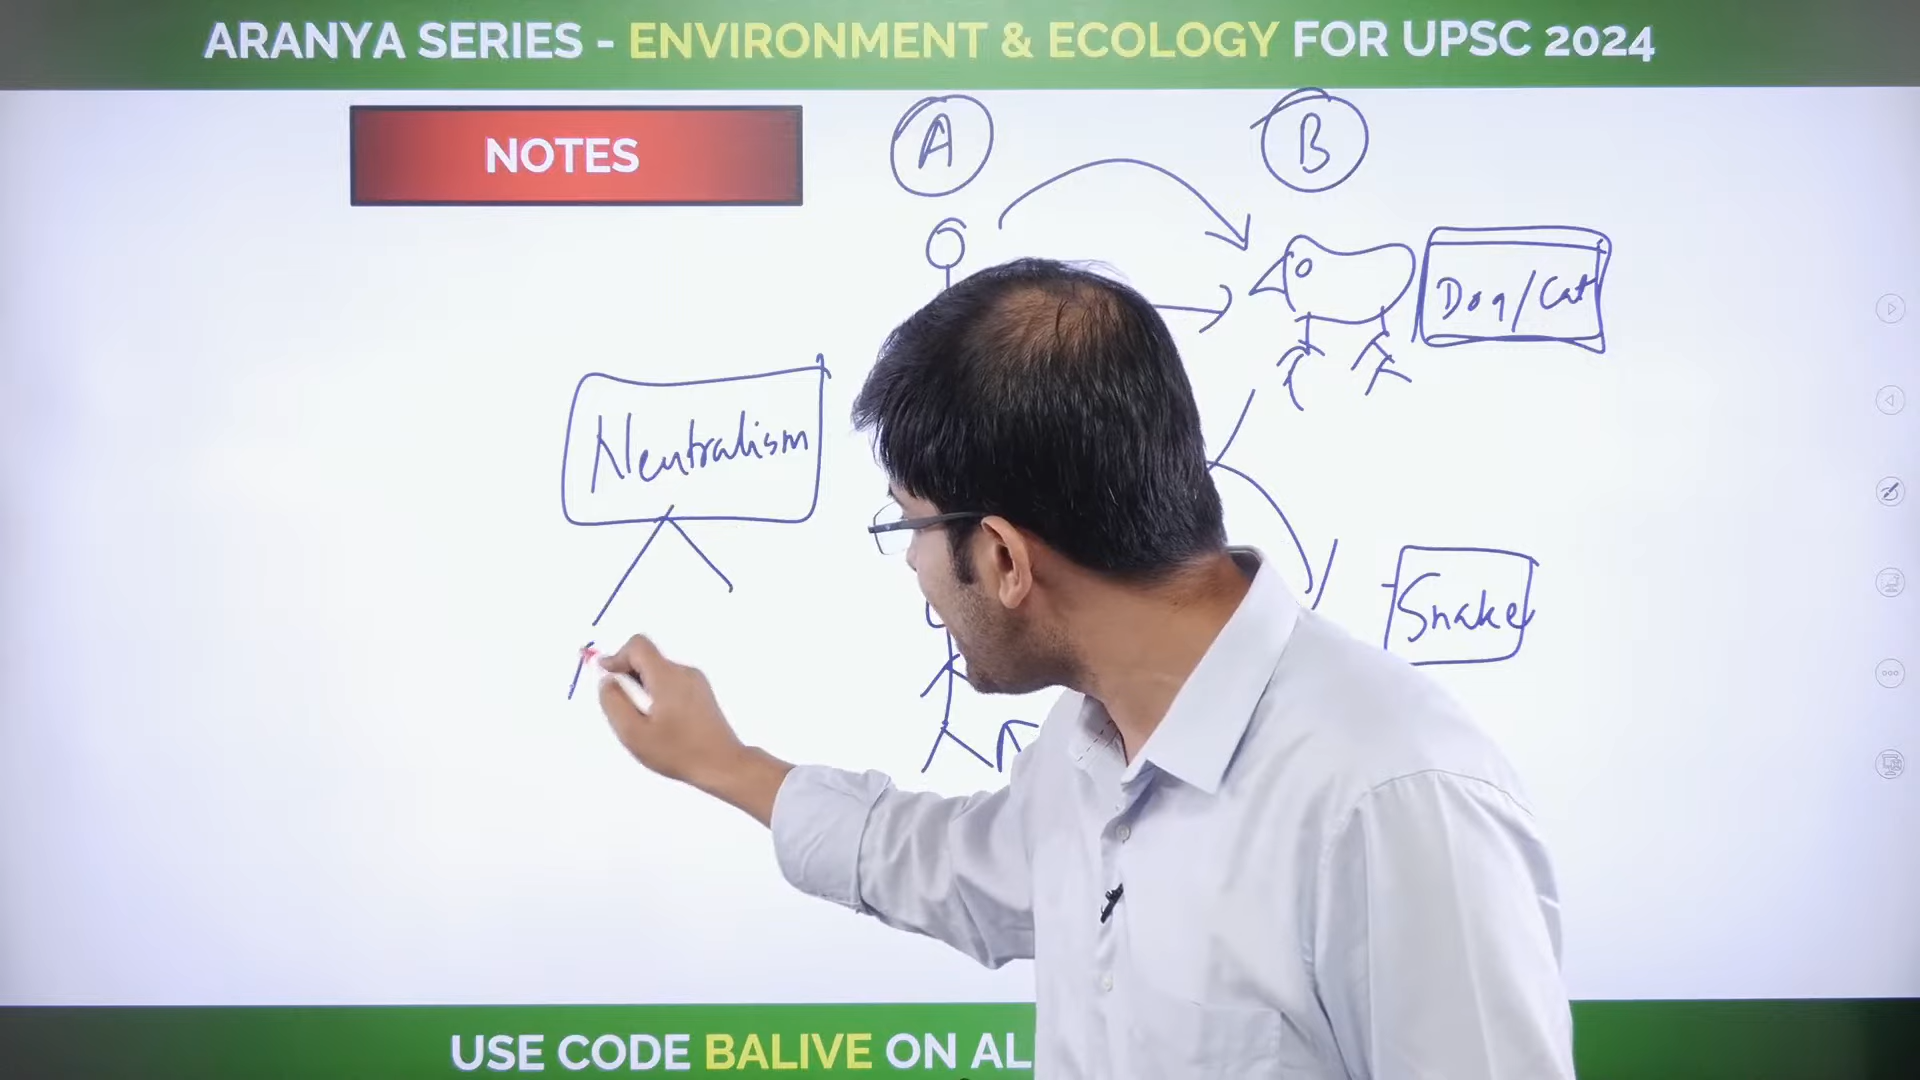 ARANYA SERIES - ENVIRONMENT & ECOLOGY FOR UPSC 2024
NOTES
A
B
Dog/Cat
Neutralism
Snake
USE CODE BALIVE ON AL